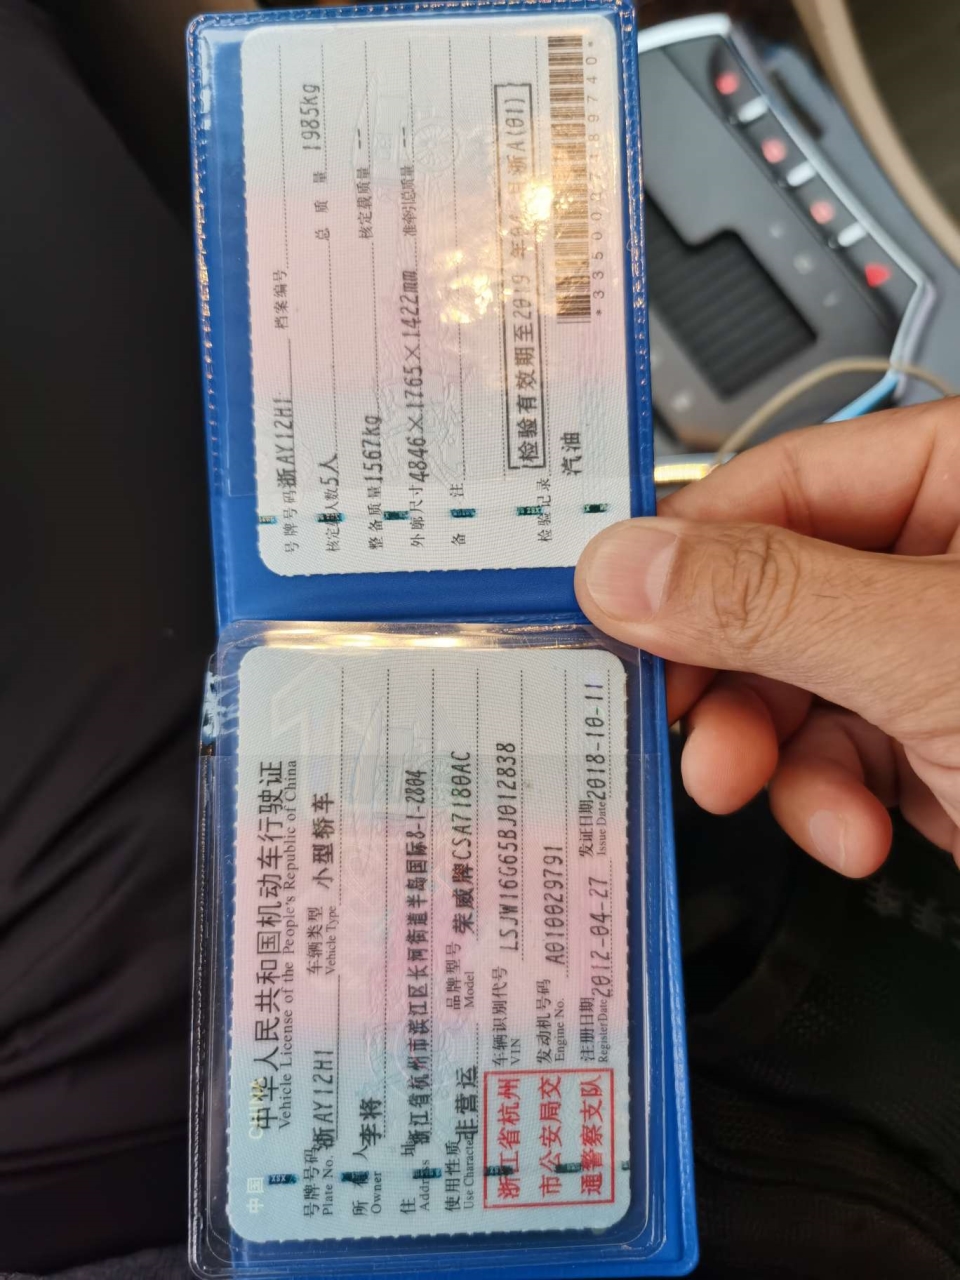 中国 CHINA
中华人民共和国机动车行驶证
Vehicle License of the People's Republic of China
号牌号码 浙AY12H1 车辆类型 小型轿车
Plate No. Vehicle Type
所有人 李将
Owner
住址 浙江省杭州市滨江区长河街道半岛国际8-1-2804
Address
使用性质 非营运 品牌型号 荣威牌CSA7180AC
Use Character Model
浙江省杭州
市公安局交
通警察支队
车辆识别代号 LSJW16G65BJ012838
VIN
发动机号码 A010029791
Engine No.
注册日期 2012-04-27 发证日期 2018-10-11
Register Date Issue Date
号牌号码 浙AY12H1 档案编号
核定载人数 5人 总质量 1985kg
整备质量 1567kg 核定载质量 --
外廓尺寸 4846×1765×1422mm 准牵引总质量 --
备注
检验有效期至2019年 浙A(01)
检验记录
汽油